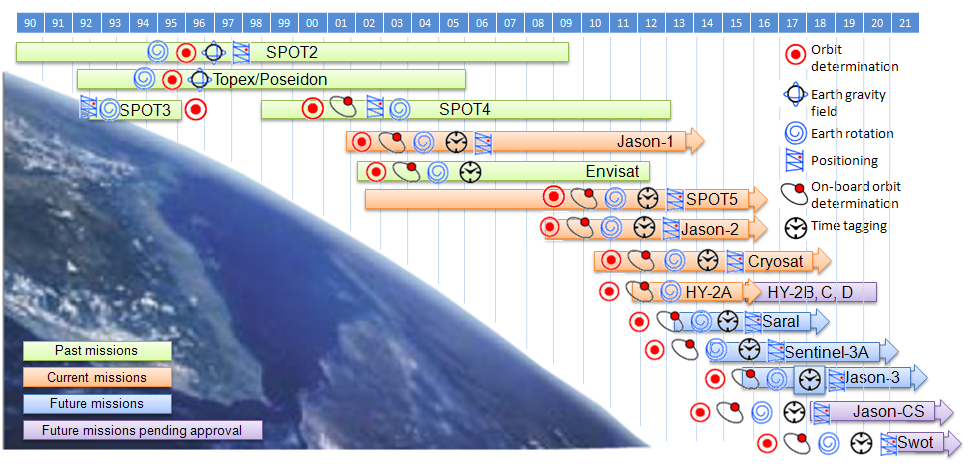 90 91 92 93 94 95 96 97 98 99 00 01 02 03 04 05 06 07 08 09 10 11 12 13 14 15 16 17 18 19 20 21
SPOT2
Topex/Poseidon
SPOT3
SPOT4
Jason-1
Envisat
SPOT5
Jason-2
Cryosat
HY-2A
HY-2B, C, D
Saral
Sentinel-3A
Jason-3
Jason-CS
Swot
Orbit
determination
Earth gravity
field
Earth rotation
Positioning
On-board orbit
determination
Time tagging
Past missions
Current missions
Future missions
Future missions pending approval